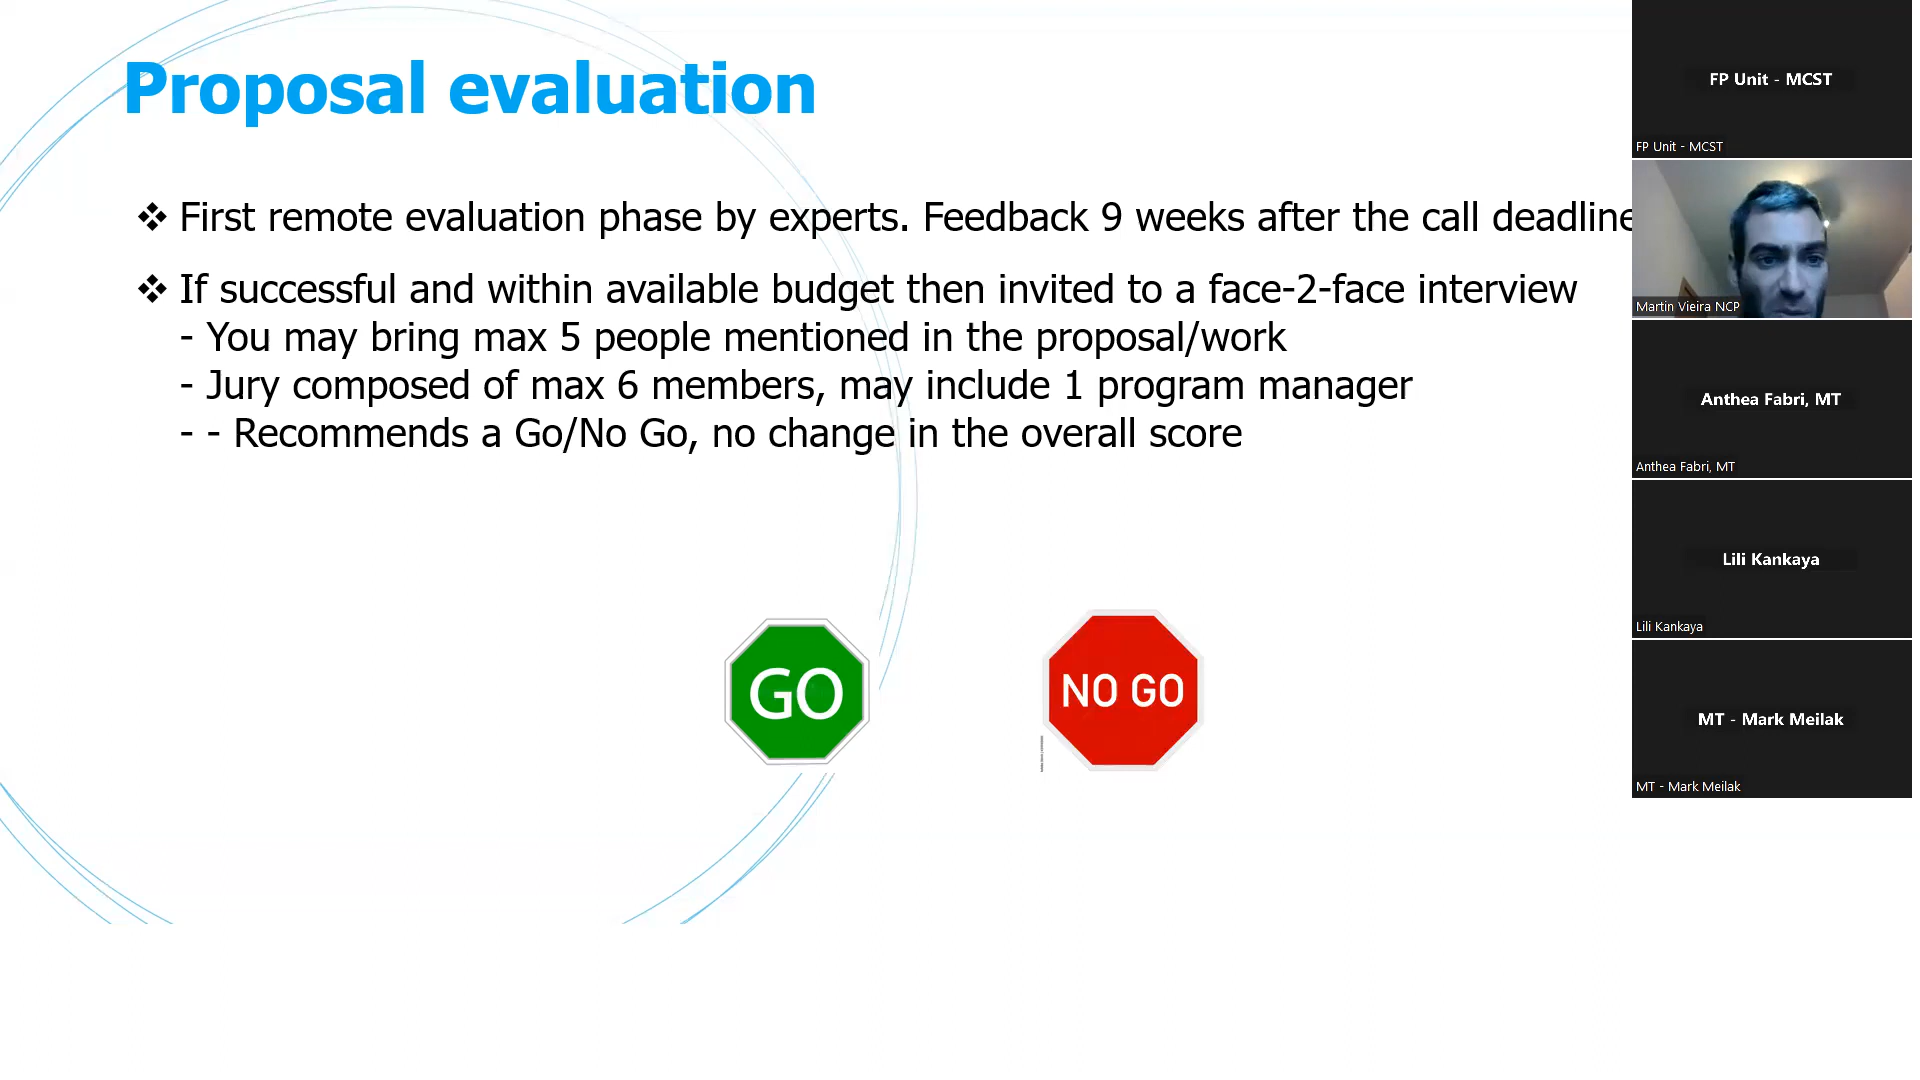 Proposal evaluation
❖ First remote evaluation phase by experts. Feedback 9 weeks after the call deadline
❖ If successful and within available budget then invited to a face-2-face interview
- You may bring max 5 people mentioned in the proposal/work
- Jury composed of max 6 members, may include 1 program manager
- - Recommends a Go/No Go, no change in the overall score
GO
NO GO
FP Unit - MCST
FP Unit - MCST
Martin Vieira NCP
Anthea Fabri, MT
Anthea Fabri, MT
Lili Kankaya
Lili Kankaya
MT - Mark Meilak
MT - Mark Meilak